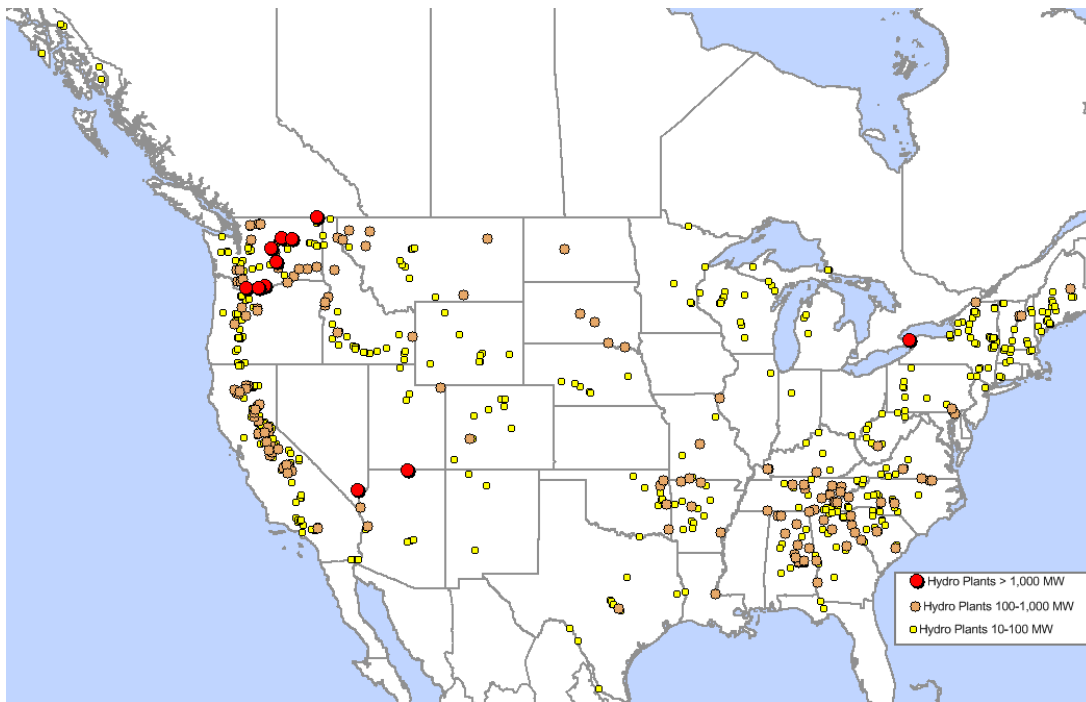 Hydro Plants > 1,000 MW
Hydro Plants 100-1,000 MW
Hydro Plants 10-100 MW